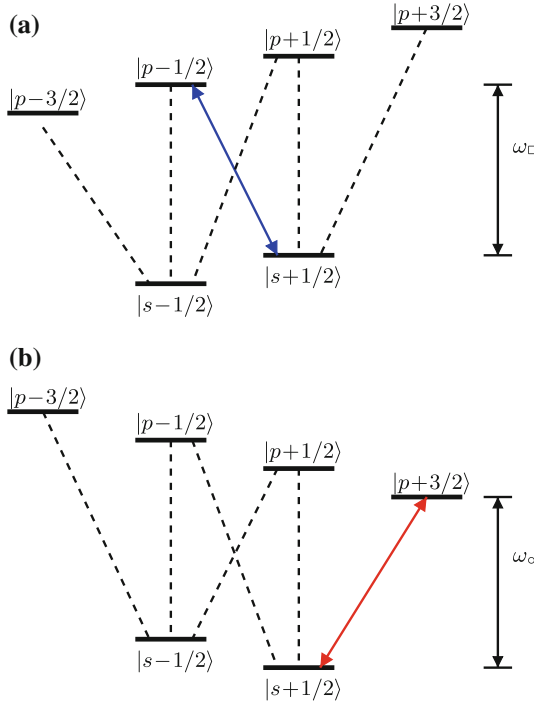 (a)
|p+3/2⟩
|p−1/2⟩ |p+1/2⟩
|p−3/2⟩
ω□
|s+1/2⟩
|s−1/2⟩
(b)
|p−3/2⟩
|p−1/2⟩
|p+1/2⟩
|p+3/2⟩
ω○
|s−1/2⟩
|s+1/2⟩